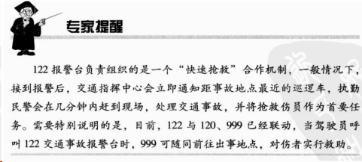 专家提醒
122报警台负责组织的是一个“快速抢救”合作机制,一般情况下,
接到报警后,交通指挥中心会立即通知距事故地点最近的巡逻车,执勤
民警会在几分钟内赶到现场,处理交通事故,并将抢救伤员作为首要任
务。需要特别说明的是,目前,122与120、999已经联动,当驾驶员呼
叫122交通事故报警台时,999可随同前往出事地点,对伤者实行救助。